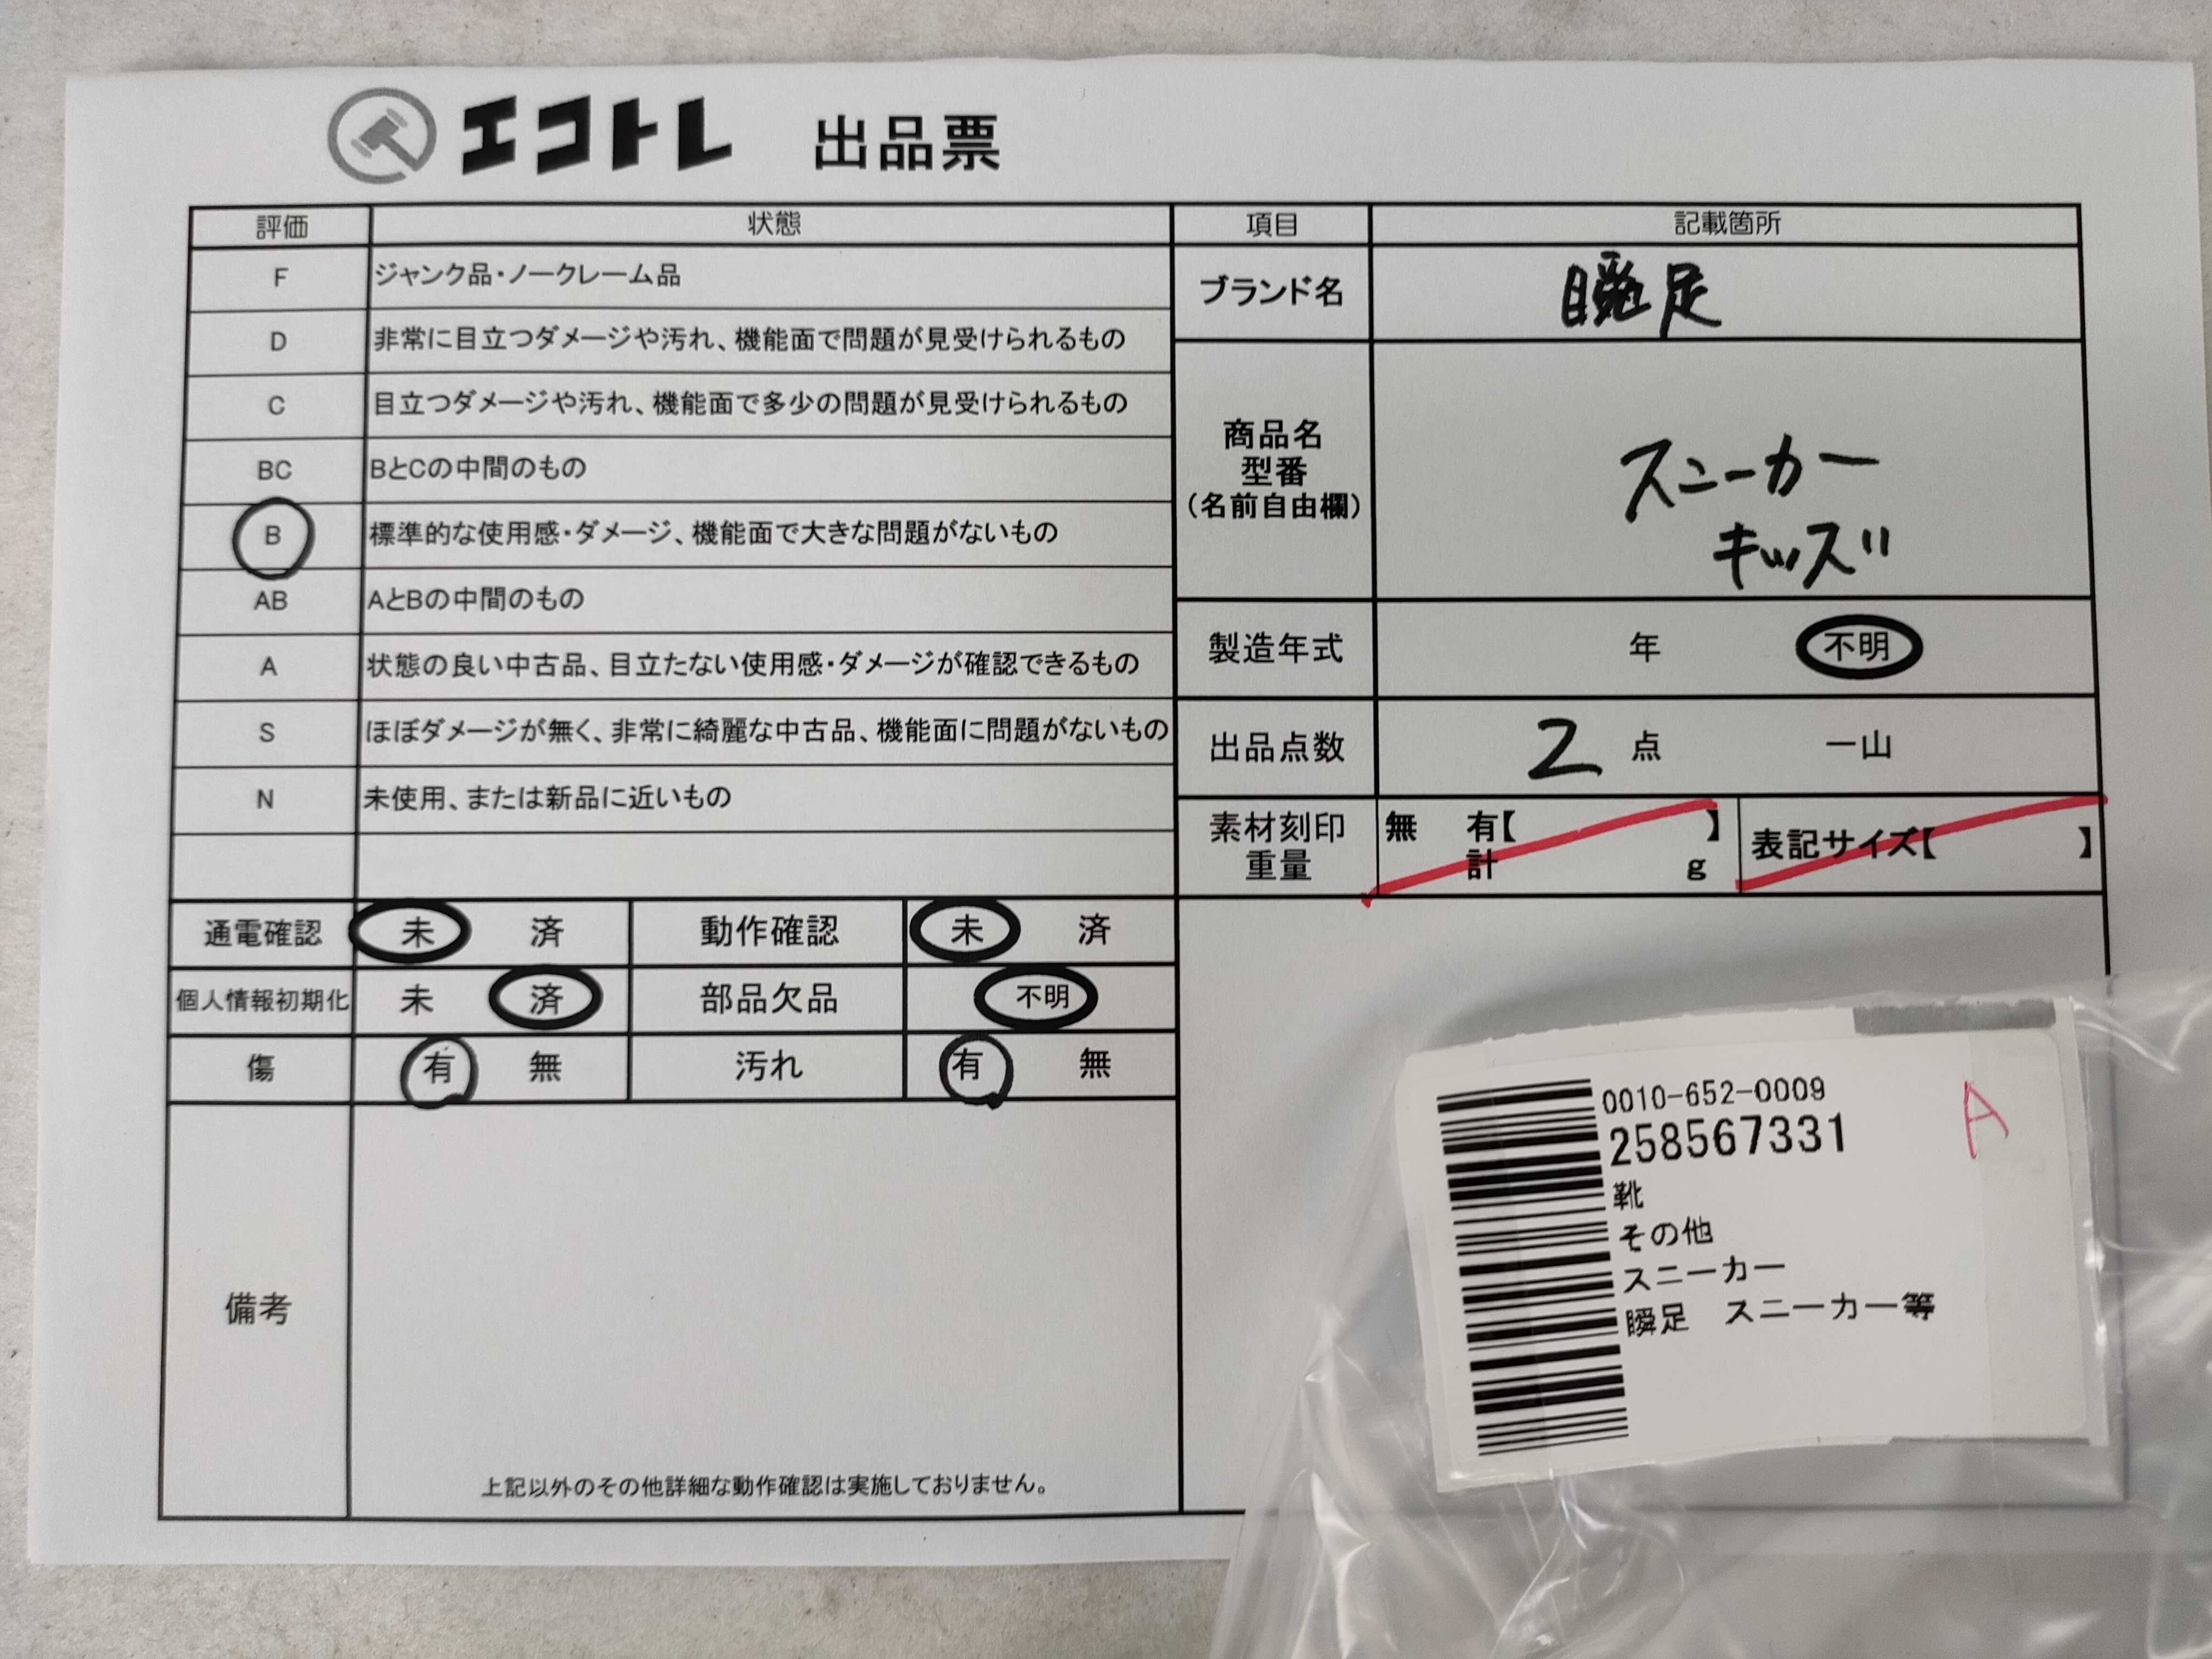 エコトレ 出品票
評価 状態
F ジャンク品・ノークレーム品
D 非常に目立つダメージや汚れ、機能面で問題が見受けられるもの
C 目立つダメージや汚れ、機能面で多少の問題が見受けられるもの
BC BとCの中間のもの
B 標準的な使用感・ダメージ、機能面で大きな問題がないもの
AB AとBの中間のもの
A 状態の良い中古品、目立たない使用感・ダメージが確認できるもの
S ほぼダメージが無く、非常に綺麗な中古品、機能面に問題がないもの
N 未使用、または新品に近いもの
通電確認 未 済 動作確認 未 済
個人情報初期化 未 済 部品欠品 不明
傷 有 無 汚れ 有 無
備考
上記以外のその他詳細な動作確認は実施しておりません。
項目 記載箇所
ブランド名 瞬足
商品名
型番
(名前自由欄)
スニーカー
キッズ
製造年式 年 不明
出品点数 2 点 一山
素材刻印 無 有【 】
重量 計 g
表記サイズ【 】
0010-652-0009
258567331
A
靴
その他
スニーカー
瞬足 スニーカー等